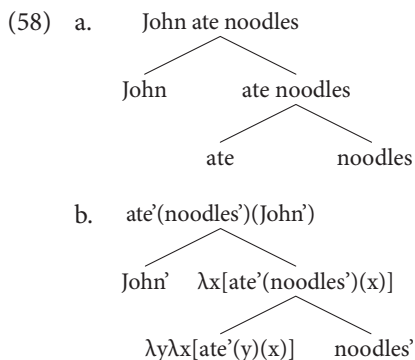 (58) a. John ate noodles
John ate noodles
ate noodles
b. ate’(noodles’)(John’)
John’ λx[ate’(noodles’)(x)]
λyλx[ate’(y)(x)] noodles’